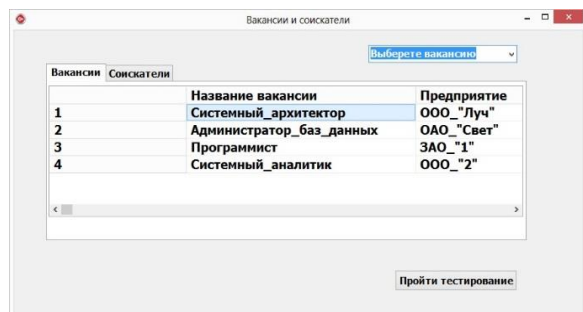 Вакансии и соискатели
Выберете вакансию
Вакансии Соискатели
Название вакансии Предприятие
1 Системный_архитектор ООО_"Луч"
2 Администратор_баз_данных ОАО_"Свет"
3 Программист ЗАО_"1"
4 Системный_аналитик ООО_"2"
Пройти тестирование